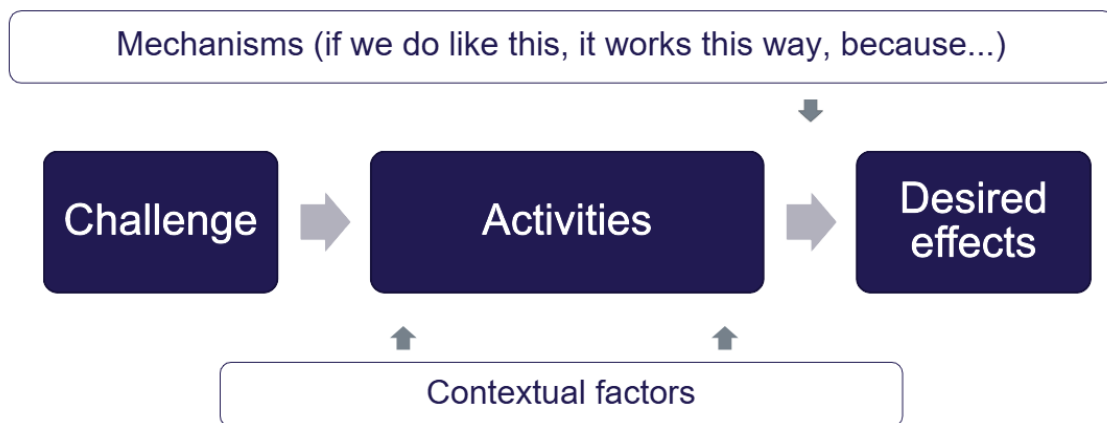 Mechanisms (if we do like this, it works this way, because...)
Challenge
Activities
Desired
effects
Contextual factors